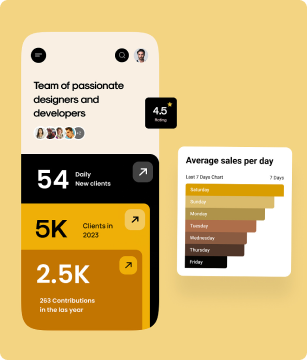 Team of passionate
designers and
developers
4.5
Rating
54
Daily
New clients
5K
Clients in
2023
2.5K
253 Contributions
in the las year
Average sales per day
Last 7 Days Chart
7 Days
Saturday
Sunday
Monday
Tuesday
Wednesday
Thursday
Friday